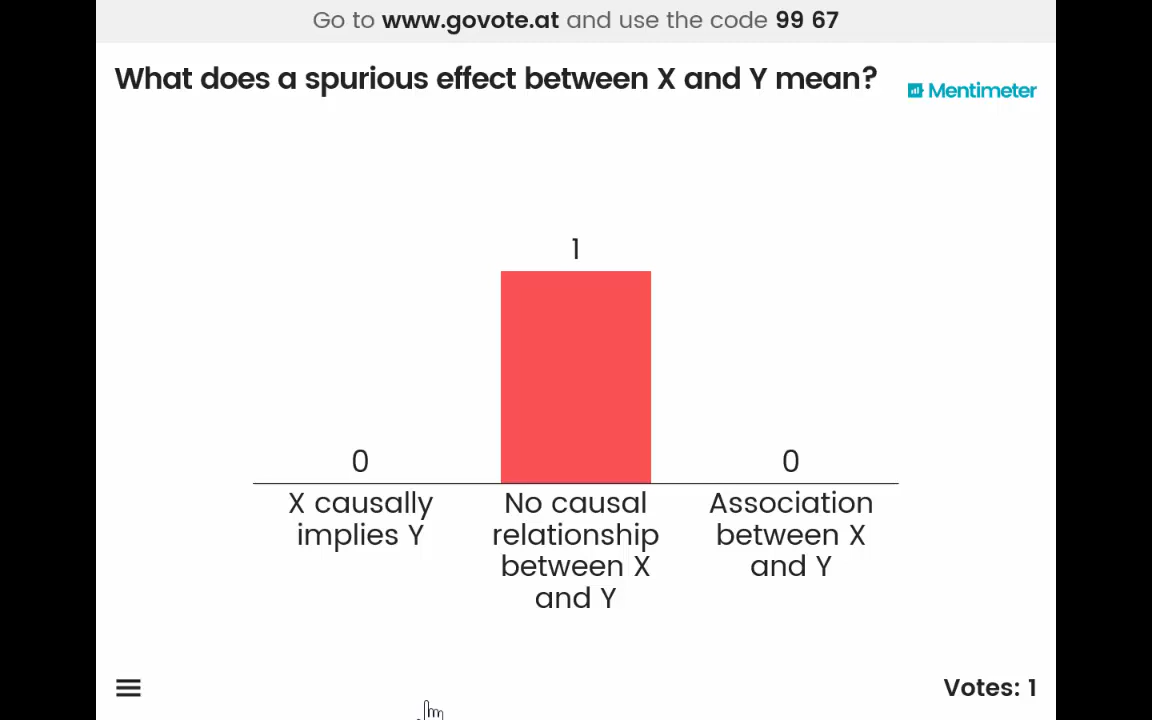 Go to www.govote.at and use the code 99 67
What does a spurious effect between X and Y mean?
Mentimeter
1
0
0
X causally
implies Y
No causal
relationship
between X
and Y
Association
between X
and Y
Votes: 1